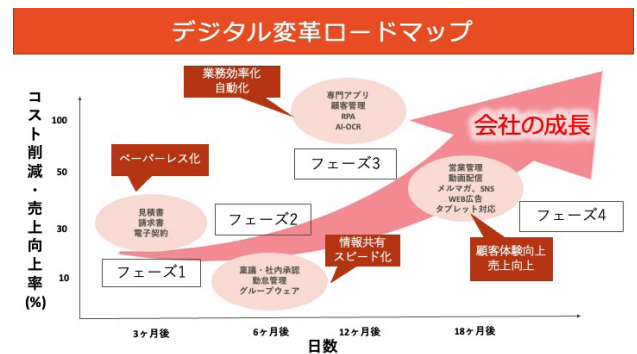 デジタル変革ロードマップ
コスト削減・売上向上率(%)
100
50
30
10
業務効率化
自動化
専門アプリ
顧客管理
RPA
AI-OCR
会社の成長
ペーパーレス化
フェーズ3
見積書
請求書
電子契約
フェーズ2
営業管理
動画配信
メルマガ、SNS
WEB広告
タブレット対応
フェーズ4
フェーズ1
稟議・社内承認
勤怠管理
グループウェア
情報共有
スピード化
顧客体験向上
売上向上
3ヶ月後
6ヶ月後
12ヶ月後
18ヶ月後
日数